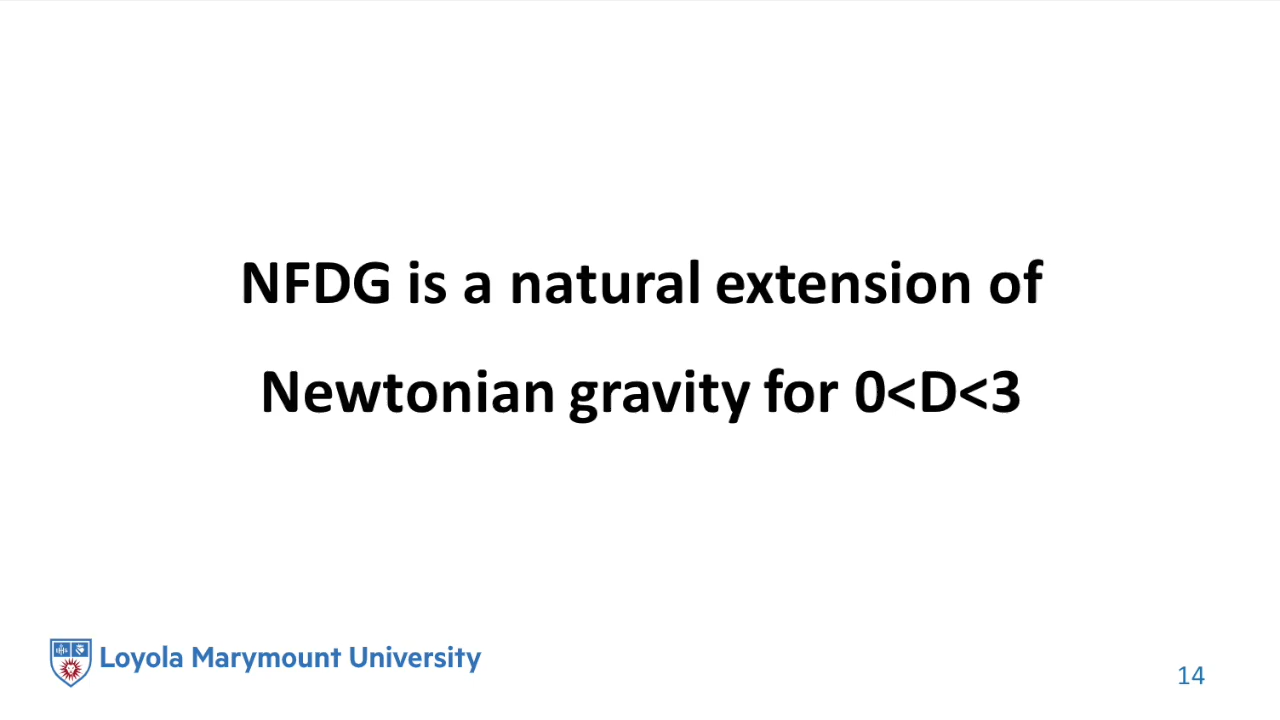 NFDG is a natural extension of
Newtonian gravity for 0<D<3
Loyola Marymount University
14